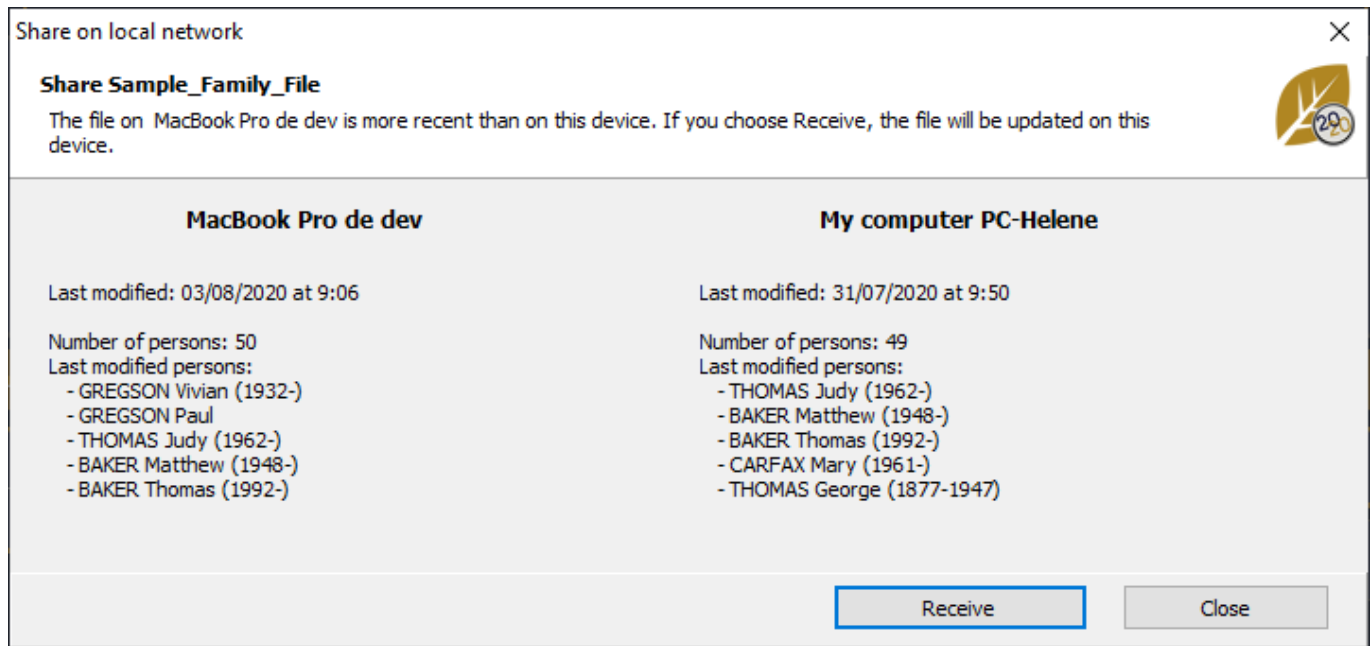 Share on local network
Share Sample_Family_File
The file on  MacBook Pro de dev is more recent than on this device. If you choose Receive, the file will be updated on this
device.
2020
MacBook Pro de dev
Last modified: 03/08/2020 at 9:06
Number of persons: 50
Last modified persons:
- GREGSON Vivian (1932-)
- GREGSON Paul
- THOMAS Judy (1962-)
- BAKER Matthew (1948-)
- BAKER Thomas (1992-)
My computer PC-Helene
Last modified: 31/07/2020 at 9:50
Number of persons: 49
Last modified persons:
- THOMAS Judy (1962-)
- BAKER Matthew (1948-)
- BAKER Thomas (1992-)
- CARFAX Mary (1961-)
- THOMAS George (1877-1947)
Receive
Close